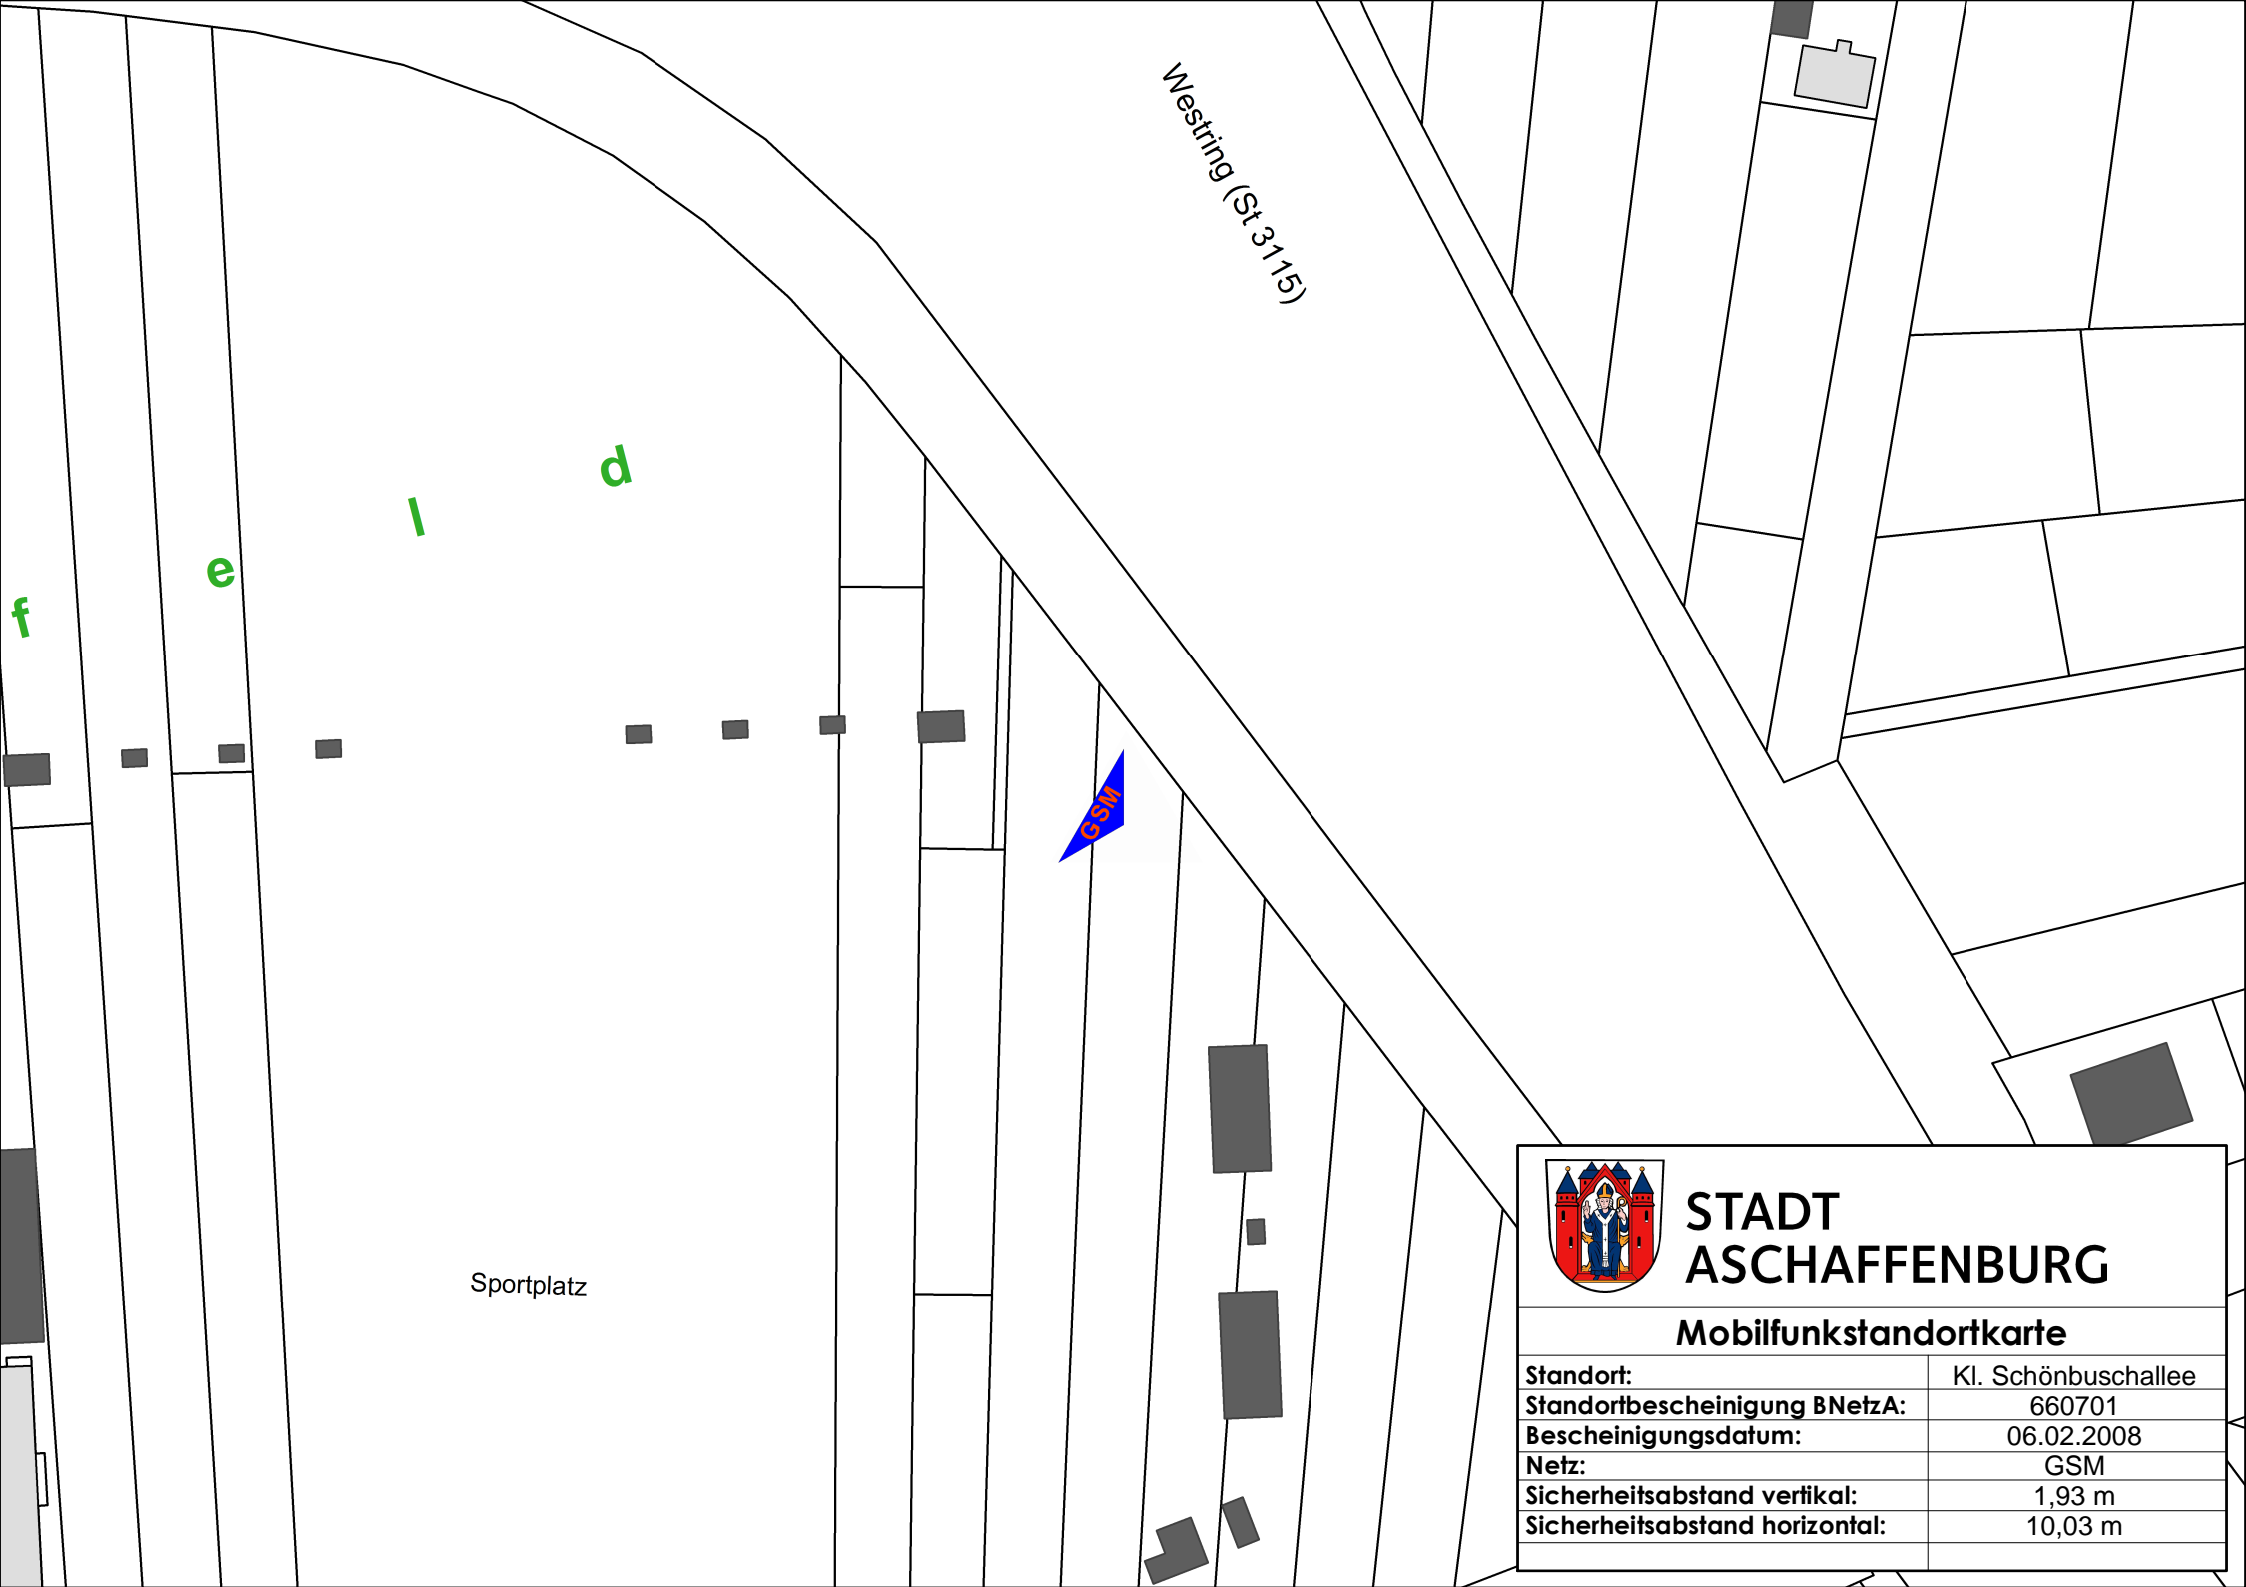 Westring (St 3115)
f e l d
GSM
Sportplatz
STADT
ASCHAFFENBURG
Mobilfunkstandortkarte
Standort: Kl. Schönbuschallee
Standortbescheinigung BNetzA: 660701
Bescheinigungsdatum: 06.02.2008
Netz: GSM
Sicherheitsabstand vertikal: 1,93 m
Sicherheitsabstand horizontal: 10,03 m